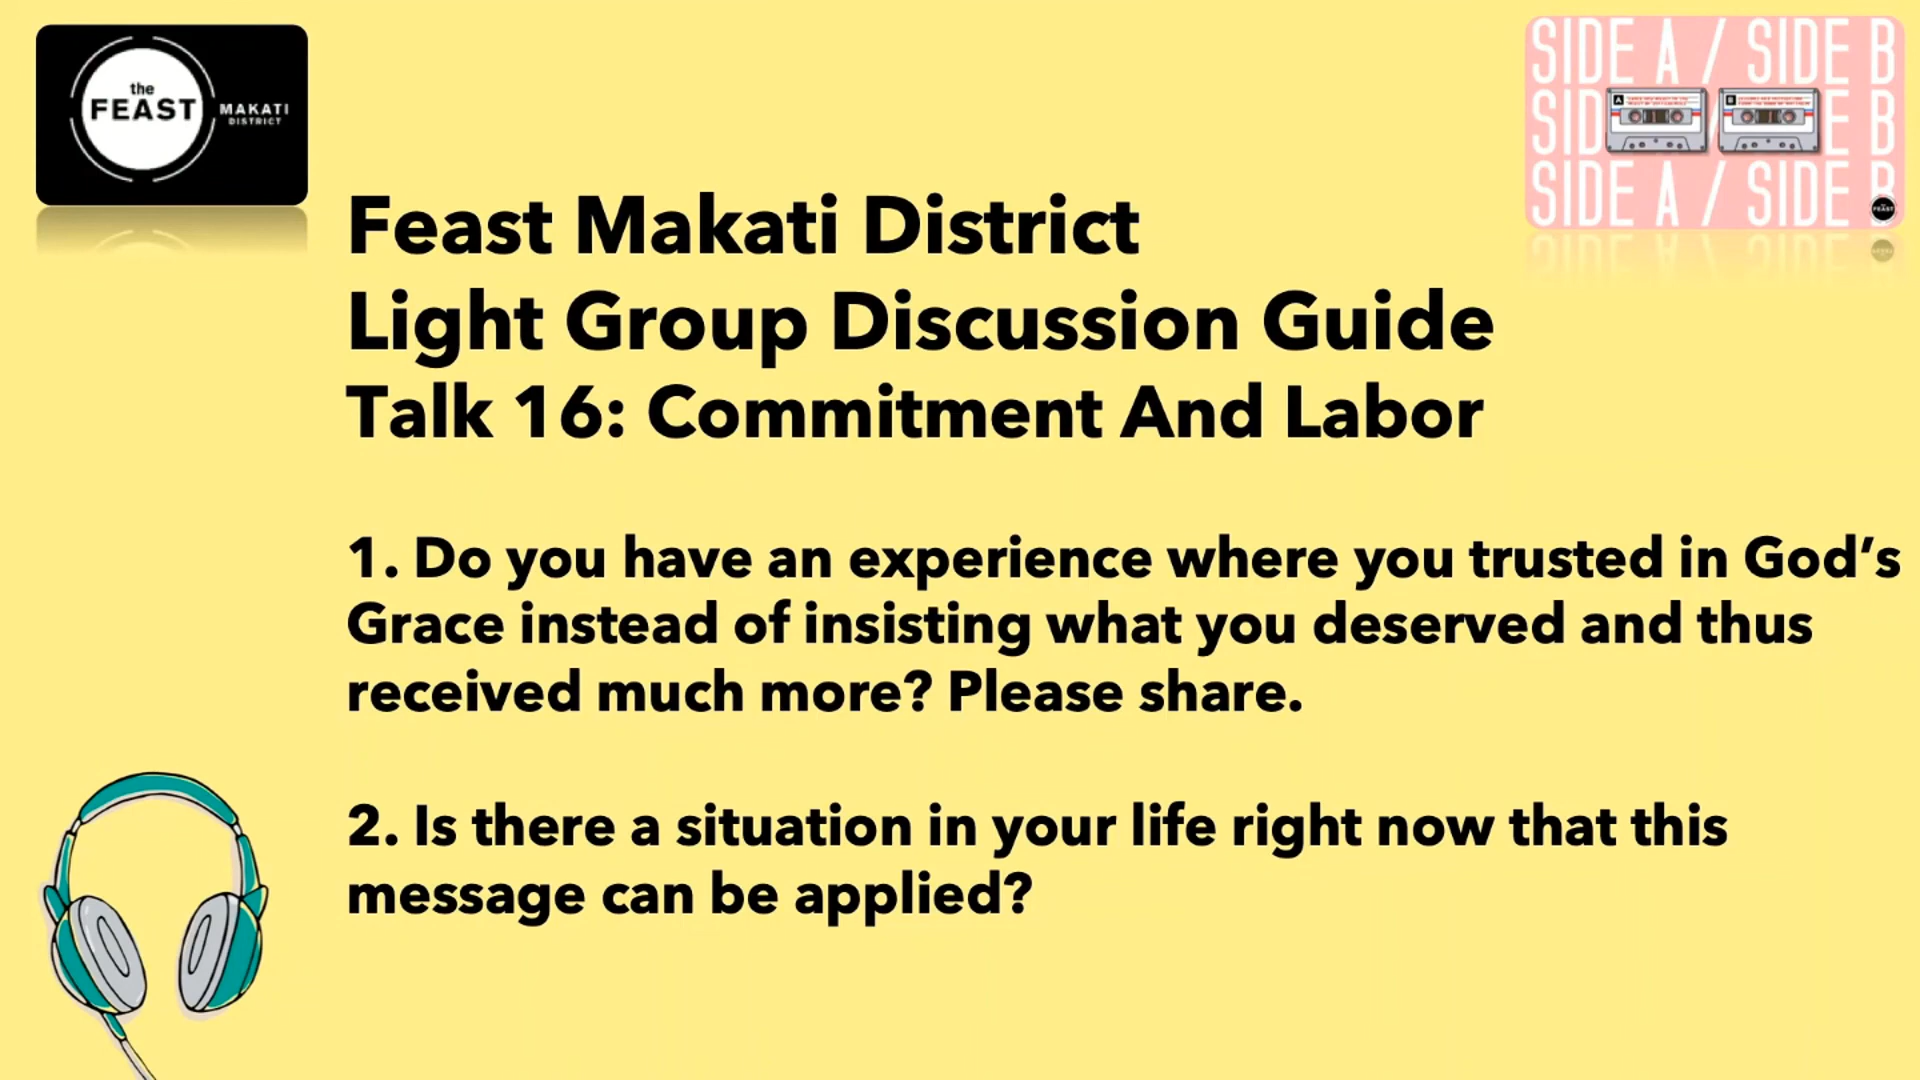 the
FEAST
MAKATI
DISTRICT
SIDE A / SIDE B
SID
E B
SIDE A / SIDE B
A
B
FEAST
Feast Makati District
Light Group Discussion Guide
Talk 16: Commitment And Labor
1. Do you have an experience where you trusted in God’s
Grace instead of insisting what you deserved and thus
received much more? Please share.
2. Is there a situation in your life right now that this
message can be applied?